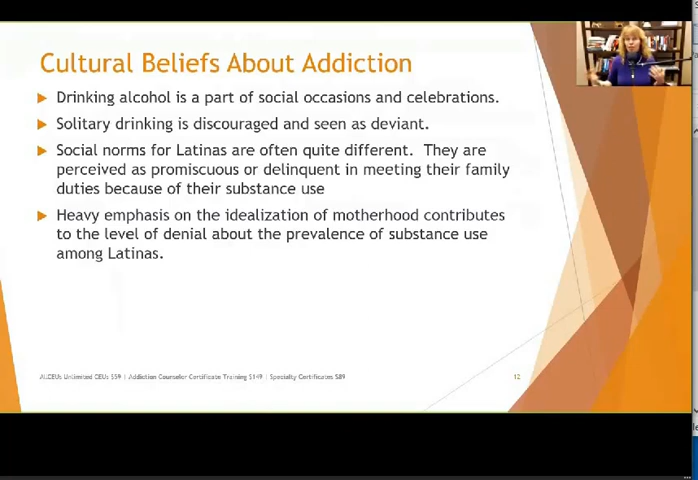 Cultural Beliefs About Addiction
Drinking alcohol is a part of social occasions and celebrations.
Solitary drinking is discouraged and seen as deviant.
Social norms for Latinas are often quite different. They are
perceived as promiscuous or delinquent in meeting their family
duties because of their substance use
Heavy emphasis on the idealization of motherhood contributes
to the level of denial about the prevalence of substance use
among Latinas.
ALLCEUs Unlimited CEUs $59 | Addiction Counselor Certificate Training $149 | Specialty Certificates $89
12